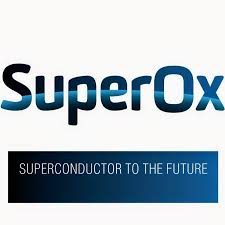 SuperOx
SUPERCONDUCTOR TO THE FUTURE